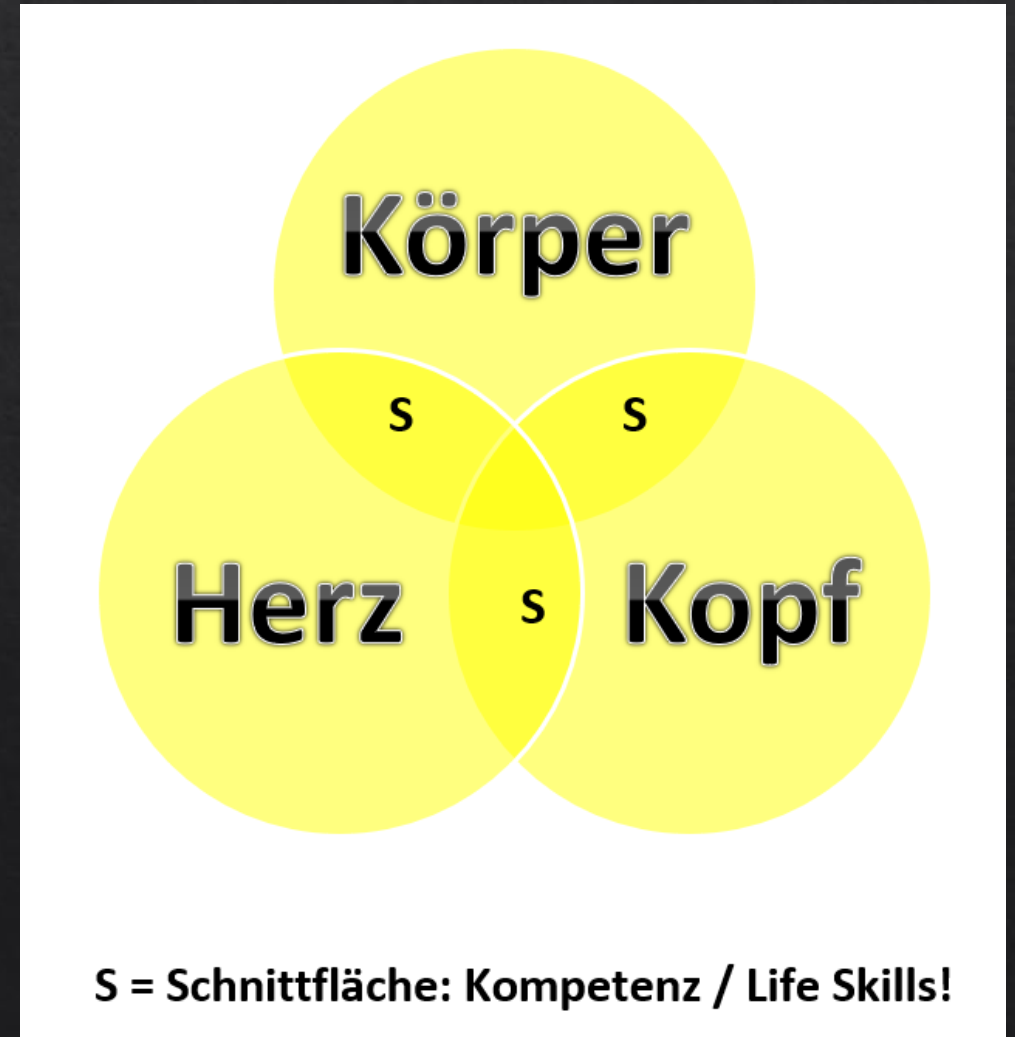 Körper
S
S
Herz
S
Kopf
S = Schnittfläche: Kompetenz / Life Skills!